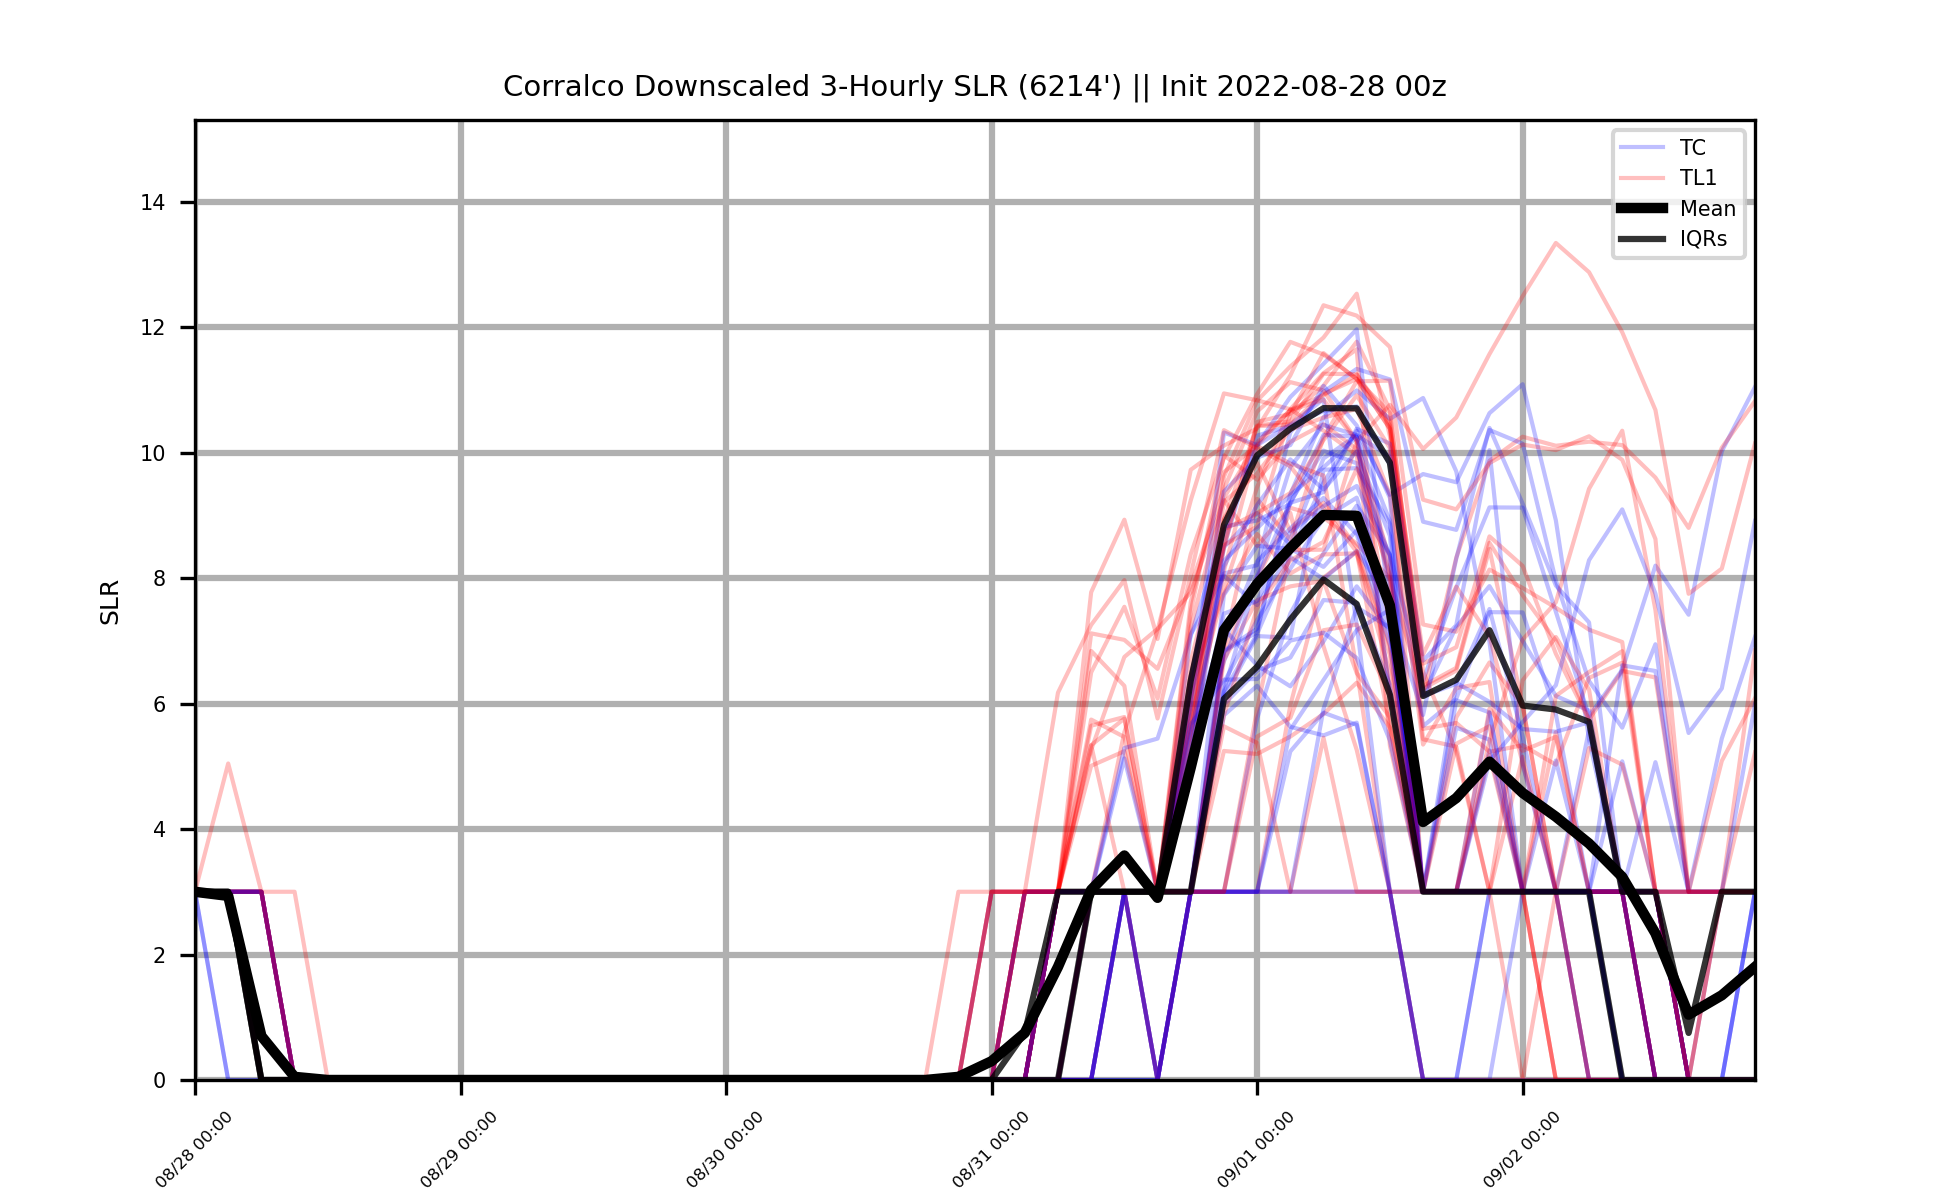 Corralco Downscaled 3-Hourly SLR (6214') || Init 2022-08-28 00z
TC
TL1
Mean
IQRs
SLR
14
12
10
8
6
4
2
0
08/28 00:00
08/29 00:00
08/30 00:00
08/31 00:00
09/01 00:00
09/02 00:00